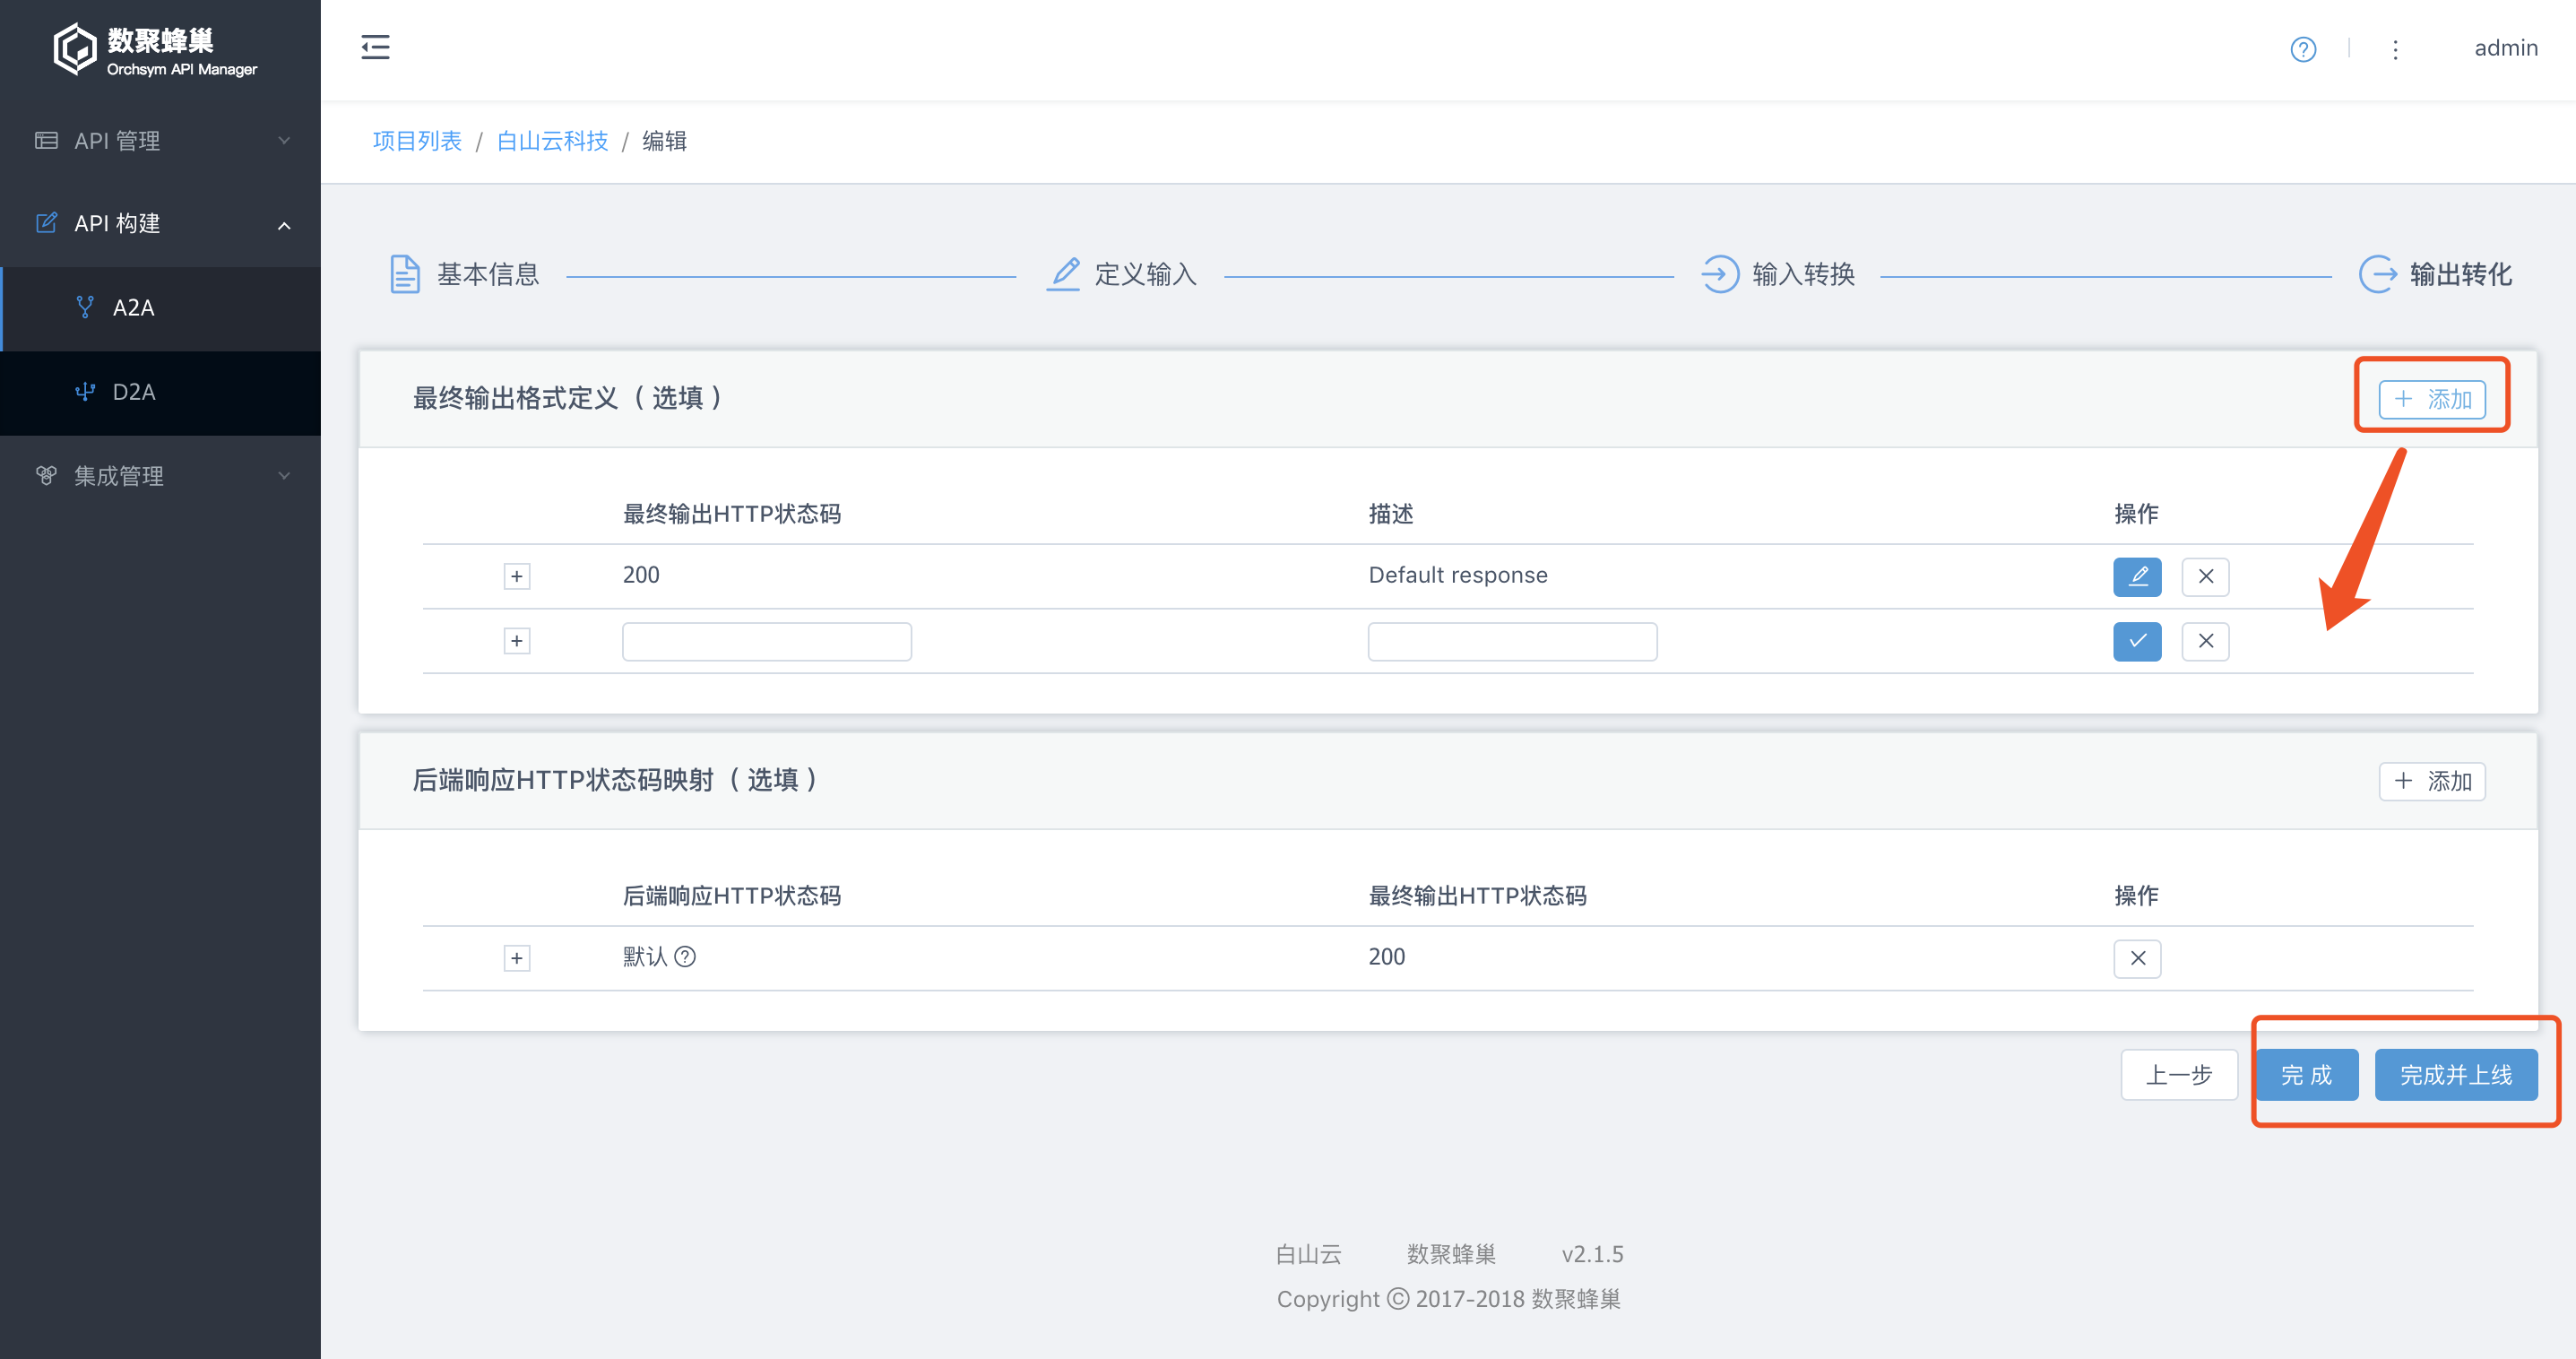 数聚蜂巢
Orchsym API Manager
admin
API 管理
API 构建
A2A
D2A
集成管理
项目列表 / 白山云科技 / 编辑
基本信息
定义输入
输入转换
输出转化
最终输出格式定义（选填）
+ 添加
最终输出HTTP状态码 描述 操作
200 Default response
后端响应HTTP状态码映射（选填）
+ 添加
后端响应HTTP状态码 最终输出HTTP状态码 操作
默认 200
上一步 完成 完成并上线
白山云 数聚蜂巢 v2.1.5
Copyright © 2017-2018 数聚蜂巢